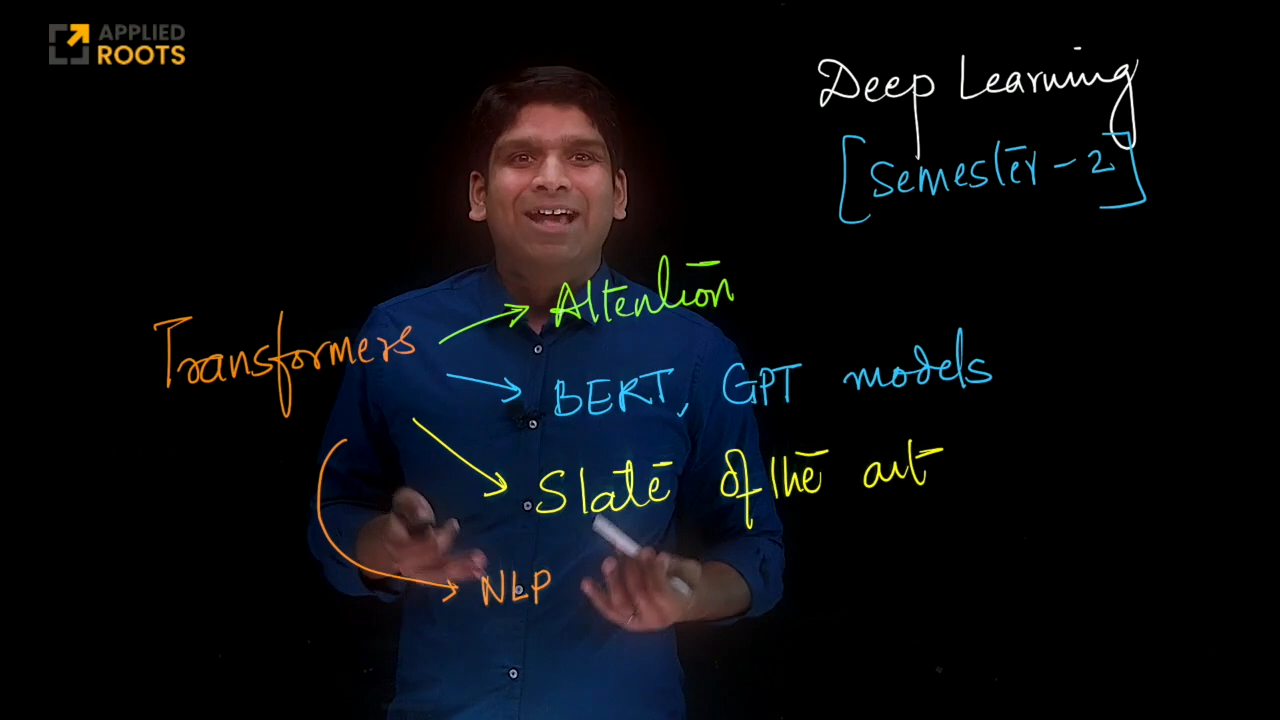 APPLIED
ROOTS
Deep Learning
[Semester-2]
Transformers
Attention
BERT, GPT models
State of the art
NLP